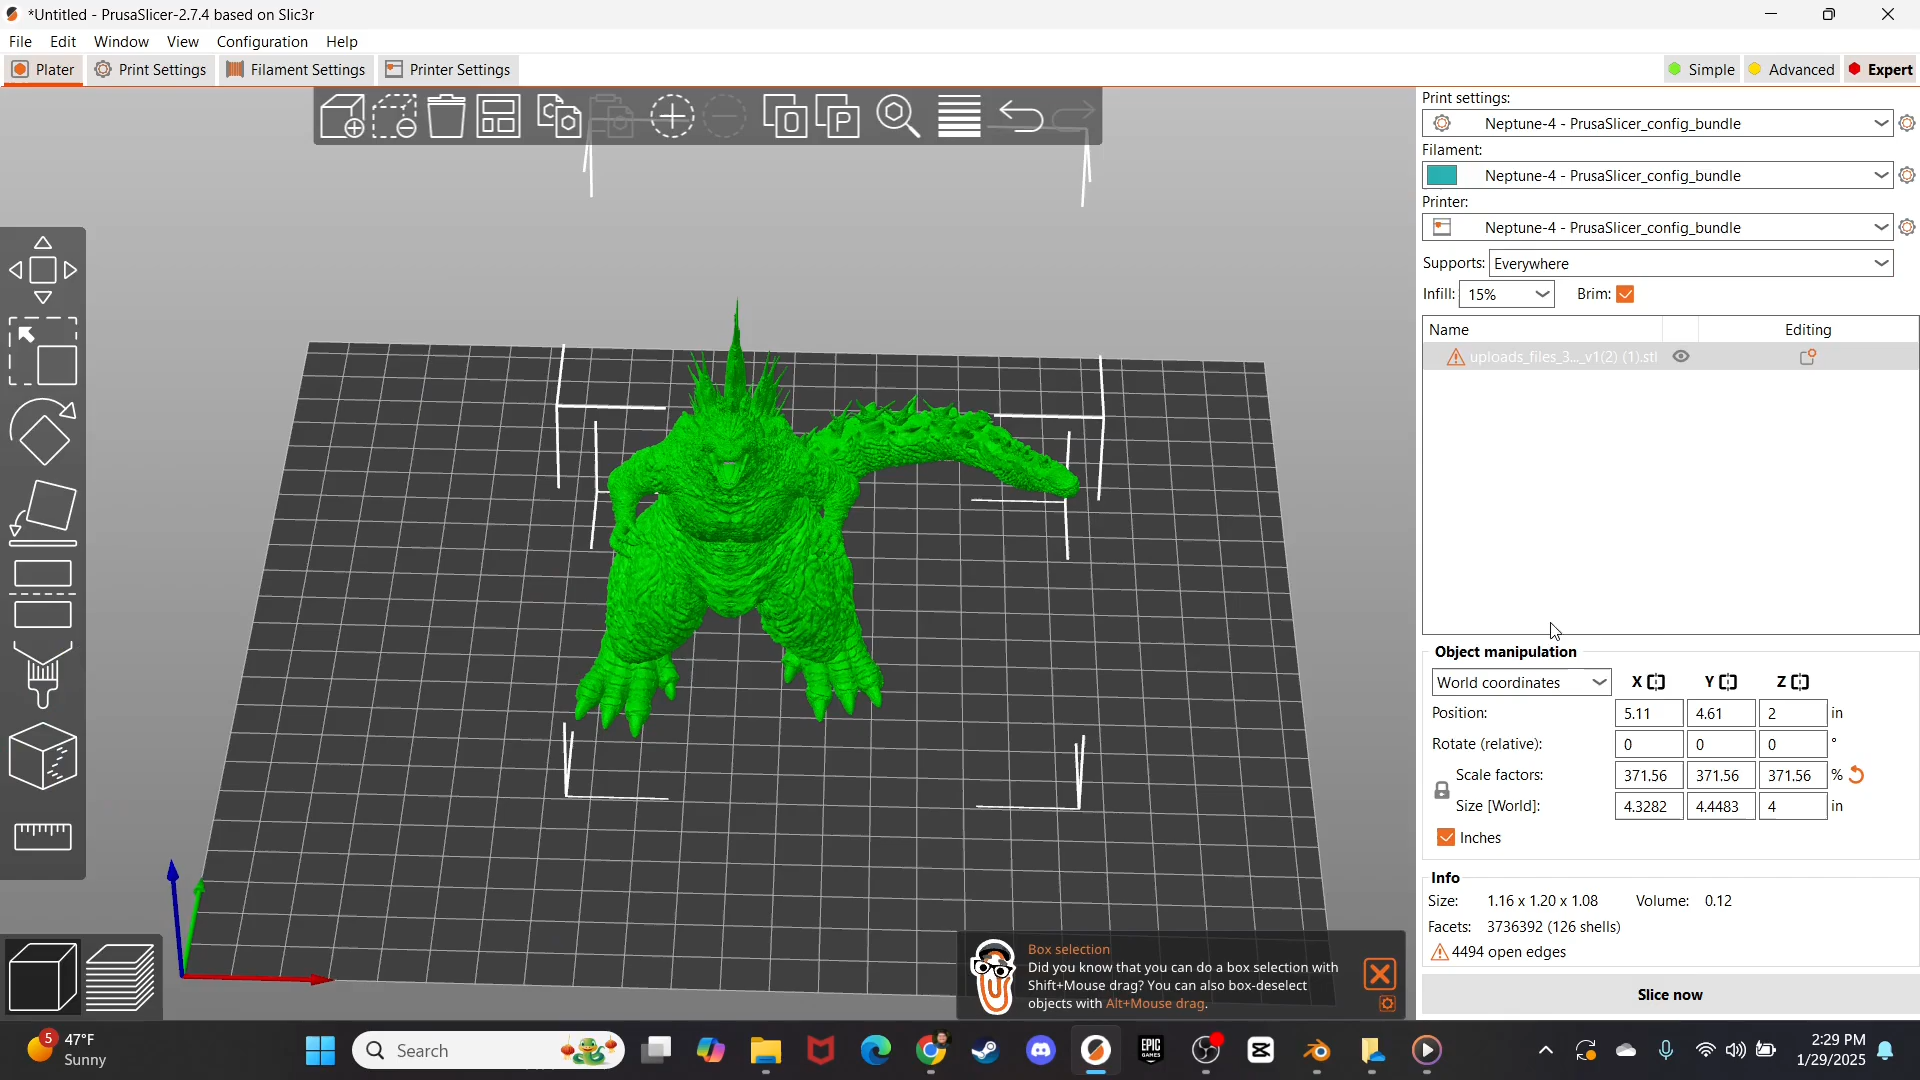 *Untitled - PrusaSlicer-2.7.4 based on Slic3r
File Edit Window View Configuration Help
Plater Print Settings Filament Settings Printer Settings Simple Advanced Expert
Print settings:
Neptune-4 - PrusaSlicer_config_bundle
Filament:
Neptune-4 - PrusaSlicer_config_bundle
Printer:
Neptune-4 - PrusaSlicer_config_bundle
Supports: Everywhere
Infill: 15% Brim:
Name Editing
uploads_files_3..._v1(2) (1).stl
Object manipulation
World coordinates X Y Z
Position: 5.11 4.61 2 in
Rotate (relative): 0 0 0 °
Scale factors: 371.56 371.56 371.56 %
Size [World]: 4.3282 4.4483 4 in
Inches
Info
Size: 1.16 x 1.20 x 1.08 Volume: 0.12
Facets: 3736392 (126 shells)
4494 open edges
Slice now
Box selection
Did you know that you can do a box selection with
Shift+Mouse drag? You can also box-deselect
objects with Alt+Mouse drag.
5 47°F
Sunny
Search
EPIC
GAMES
2:29 PM
1/29/2025